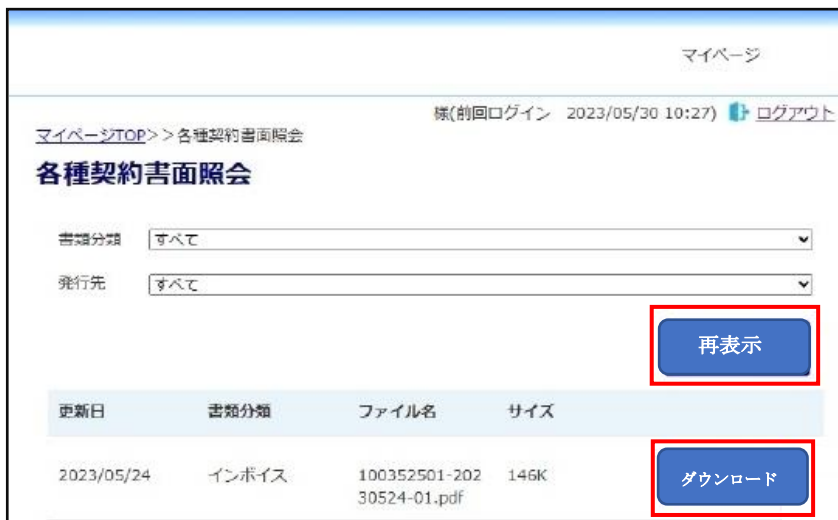 マイページ
様(前回ログイン 2023/05/30 10:27) ログアウト
マイページTOP>>各種契約書面照会
各種契約書面照会
書類分類 すべて
発行先 すべて
再表示
更新日 書類分類 ファイル名 サイズ
2023/05/24 インボイス 100352501-202 146K ダウンロード
30524-01.pdf